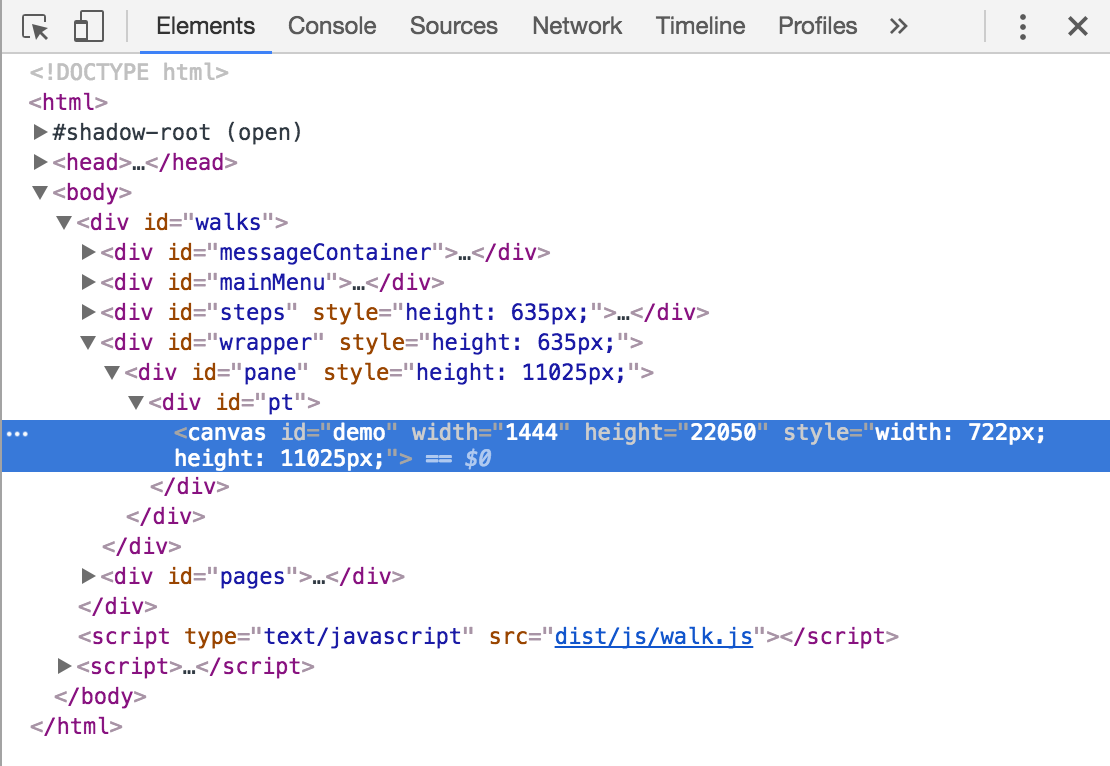 Elements Console Sources Network Timeline Profiles »
<!DOCTYPE html>
<html>
#shadow-root (open)
<head>…</head>
<body>
<div id="walks">
<div id="messageContainer">…</div>
<div id="mainMenu">…</div>
<div id="steps" style="height: 635px;">…</div>
<div id="wrapper" style="height: 635px;">
<div id="pane" style="height: 11025px;">
<div id="pt">
<canvas id="demo" width="1444" height="22050" style="width: 722px;
height: 11025px;"> == $0
</div>
</div>
</div>
<div id="pages">…</div>
</div>
<script type="text/javascript" src="dist/js/walk.js"></script>
<script>…</script>
</body>
</html>